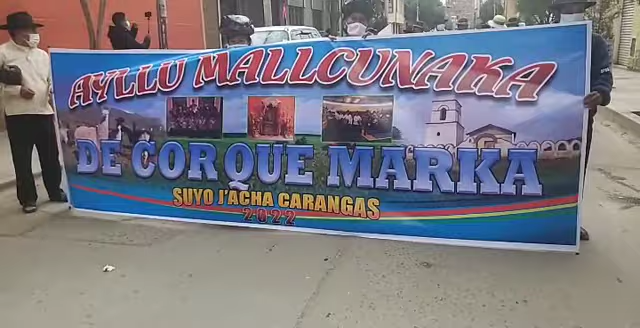 AYLLU MALLCUNAKA
DE CORQUE MARKA
SUYO J'ACHA CARANGAS
2022